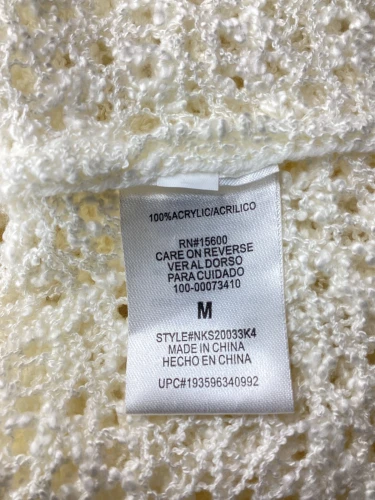 100%ACRYLIC/ACRILICO
RN#15600
CARE ON REVERSE
VER AL DORSO
PARA CUIDADO
100-00073410
M
STYLE#NKS20033K4
MADE IN CHINA
HECHO EN CHINA
UPC#193596340992